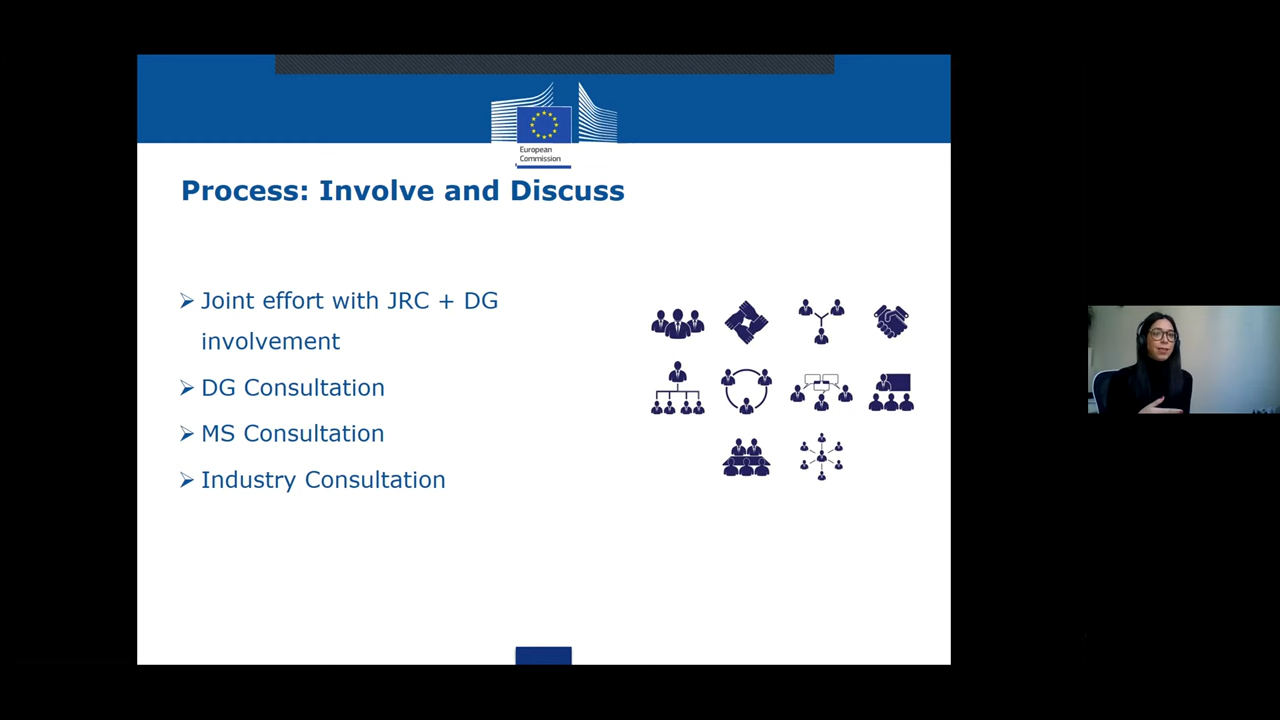 European
Commission
Process: Involve and Discuss
Joint effort with JRC + DG
involvement
DG Consultation
MS Consultation
Industry Consultation